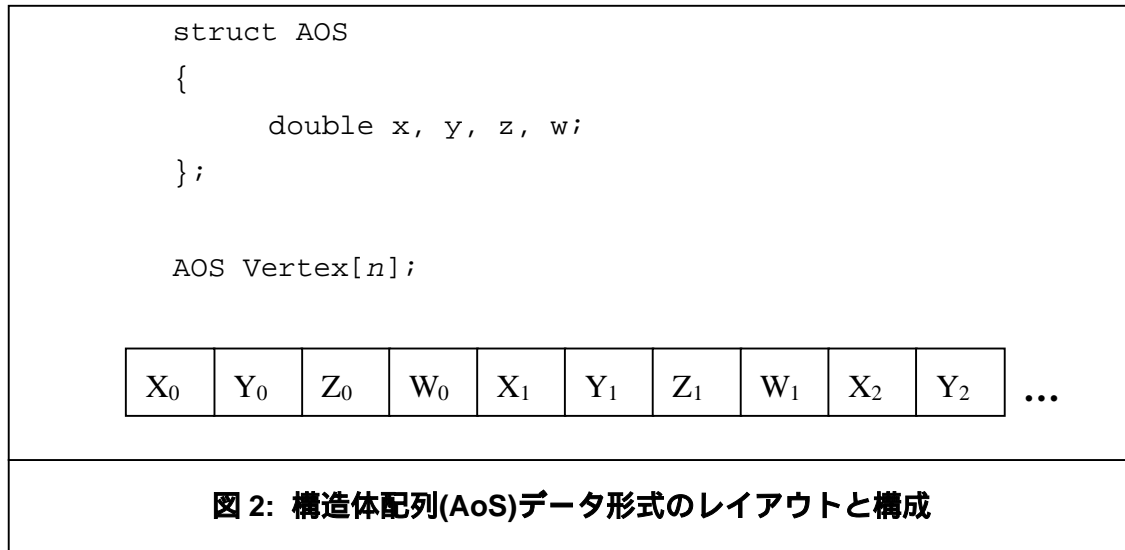 struct AOS
{
double x, y, z, w;
};
AOS Vertex[n];
X₀ Y₀ Z₀ W₀ X₁ Y₁ Z₁ W₁ X₂ Y₂ ...
図 2: 構造体配列(AoS)データ形式のレイアウトと構成